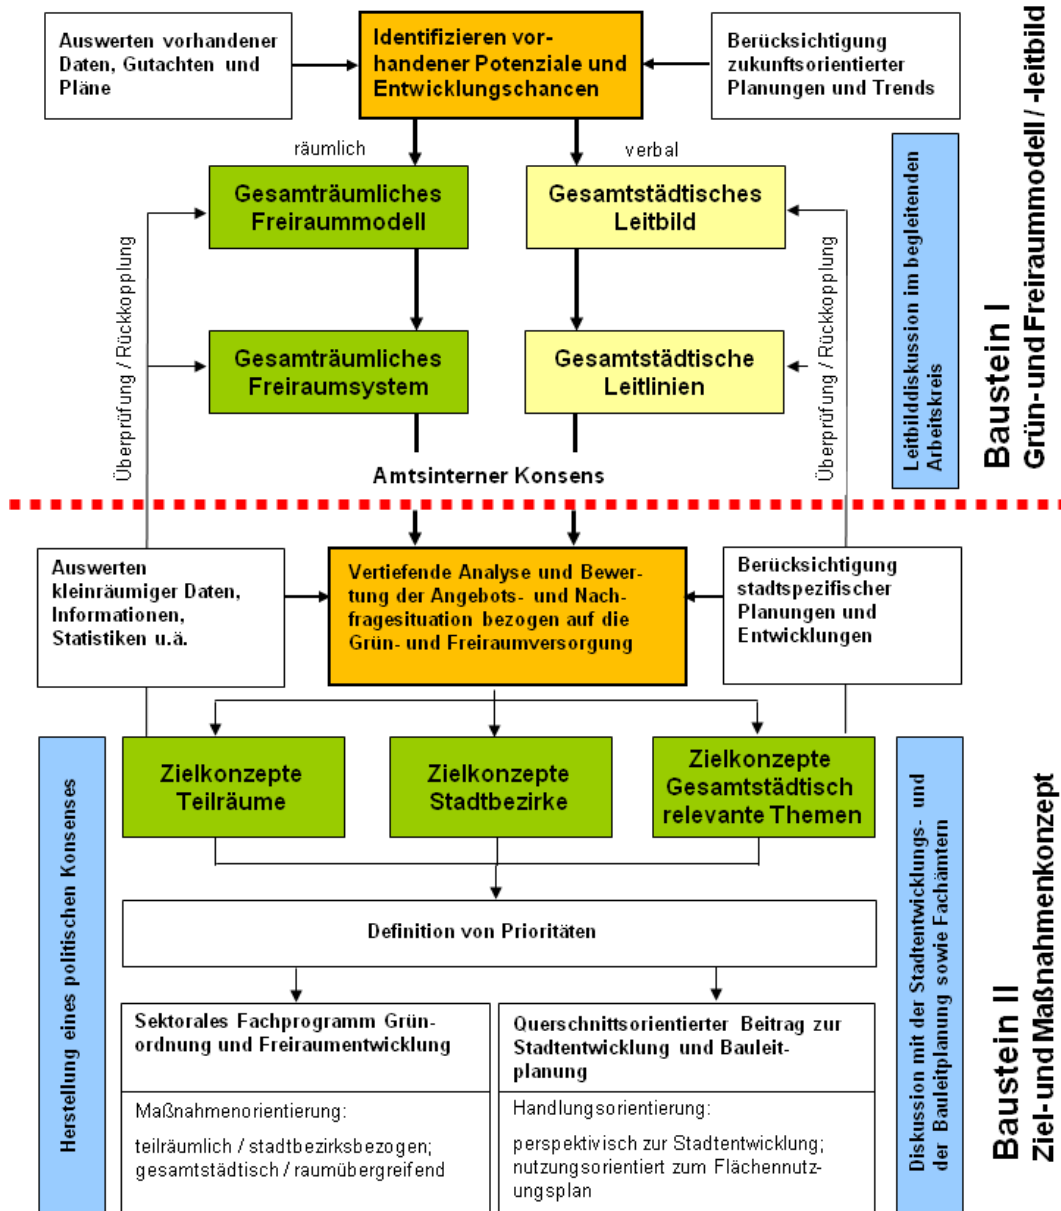 Auswerten vorhandener
Daten, Gutachten und
Pläne
Identifizieren vor-
handener Potenziale und
Entwicklungschancen
Berücksichtigung
zukunftsorientierter
Planungen und Trends
räumlich
verbal
Gesamträumliches
Freiraummodell
Gesamtstädtisches
Leitbild
Gesamträumliches
Freiraumsystem
Gesamtstädtische
Leitlinien
Überprüfung / Rückkopplung
Überprüfung / Rückkopplung
Leitbilddiskussion im begleitenden
Arbeitskreis
Baustein I
Grün- und Freiraummodell / -leitbild
Amtsinterner Konsens
Auswerten
kleinräumiger Daten,
Informationen,
Statistiken u.ä.
Vertiefende Analyse und Bewer-
tung der Angebots- und Nach-
fragesituation bezogen auf die
Grün- und Freiraumversorgung
Berücksichtigung
stadtspezifischer
Planungen und
Entwicklungen
Zielkonzepte
Teilräume
Zielkonzepte
Stadtbezirke
Zielkonzepte
Gesamtstädtisch
relevante Themen
Definition von Prioritäten
Sektorales Fachprogramm Grün-
ordnung und Freiraumentwicklung
Maßnahmenorientierung:
teilräumlich / stadtbezirksbezogen;
gesamtstädtisch / raumübergreifend
Querschnittsorientierter Beitrag zur
Stadtentwicklung und Bauleit-
planung
Handlungsorientierung:
perspektivisch zur Stadtentwicklung;
nutzungsorientiert zum Flächennutz-
ungsplan
Herstellung eines politischen Konsenses
Diskussion mit der Stadtentwicklungs- und
der Bauleitplanung sowie Fachämtern
Baustein II
Ziel- und Maßnahmenkonzept